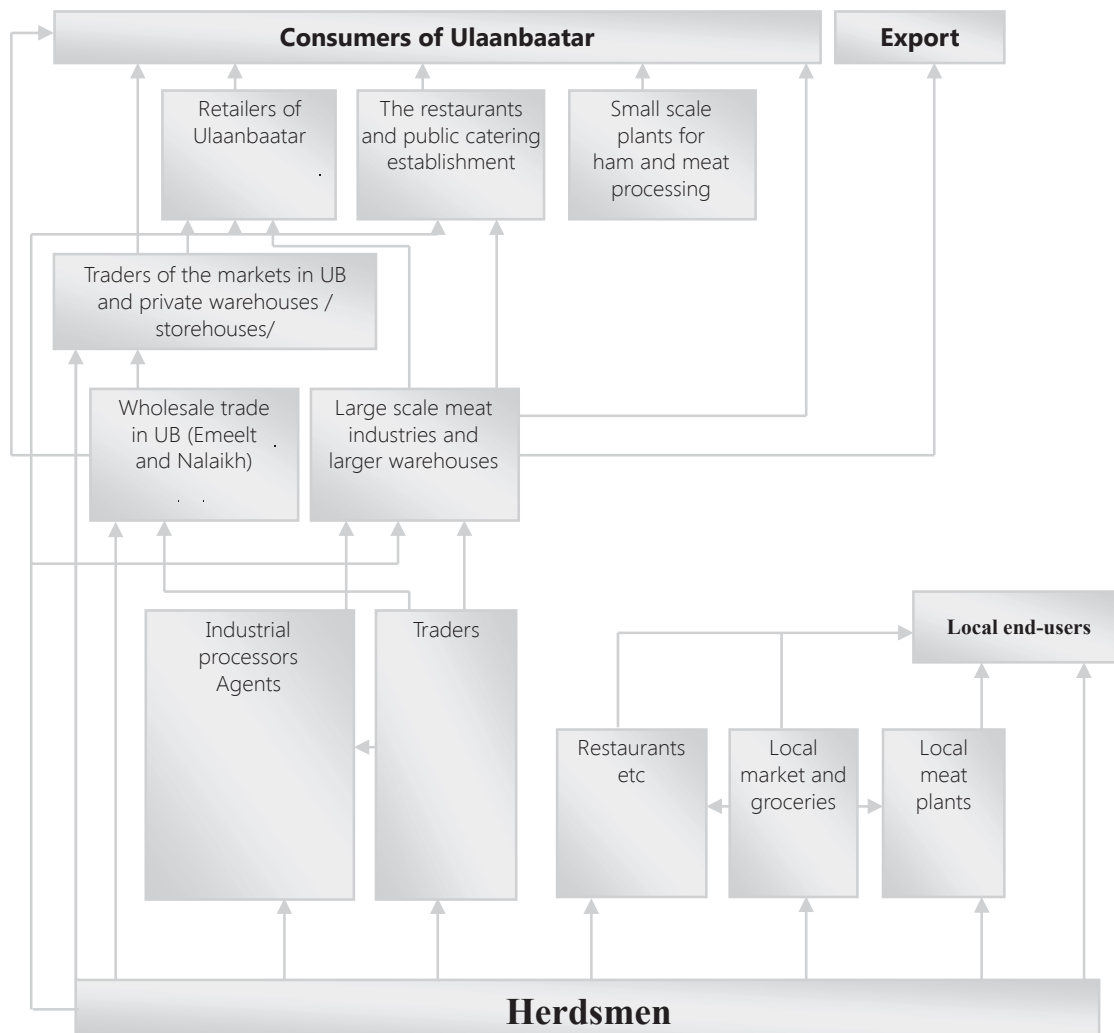 Consumers of Ulaanbaatar
Export
Retailers of
Ulaanbaatar
The restaurants
and public catering
establishment
Small scale
plants for
ham and meat
processing
Traders of the markets in UB
and private warehouses /
storehouses/
Wholesale trade
in UB (Emeelt
and Nalaikh)
Large scale meat
industries and
larger warehouses
Industrial
processors
Agents
Traders
Local end-users
Restaurants
etc
Local
market and
groceries
Local
meat
plants
Herdsmen